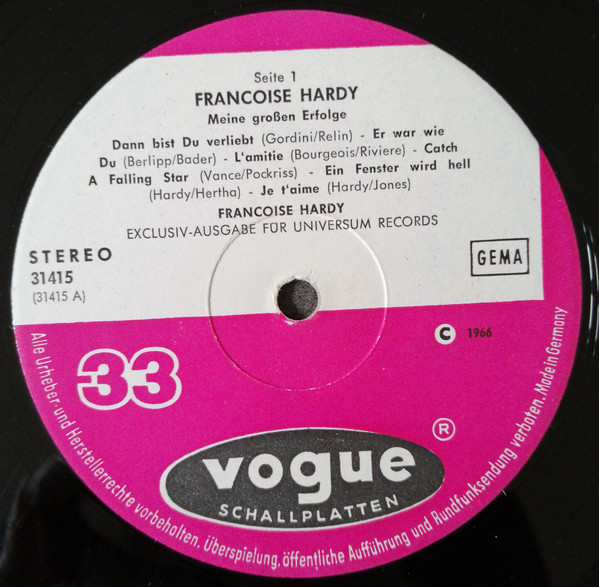 Seite 1
FRANCOISE HARDY
Meine großen Erfolge
Dann bist Du verliebt (Gordini/Relin) - Er war wie
Du (Berlipp/Bader) - L'amitie (Bourgeois/Riviere) - Catch
A Falling Star (Vance/Pockriss) - Ein Fenster wird hell
(Hardy/Hertha) - Je t'aime (Hardy/Jones)
FRANCOISE HARDY
EXCLUSIV-AUSGABE FÜR UNIVERSUM RECORDS
STEREO
31415
(31415 A)
GEMA
C 1966
33
®
vogue
SCHALLPLATTEN
Alle Urheber- und Herstellerrechte vorbehalten. Überspielung, öffentliche Aufführung und Rundfunksendung verboten. Made in Germany